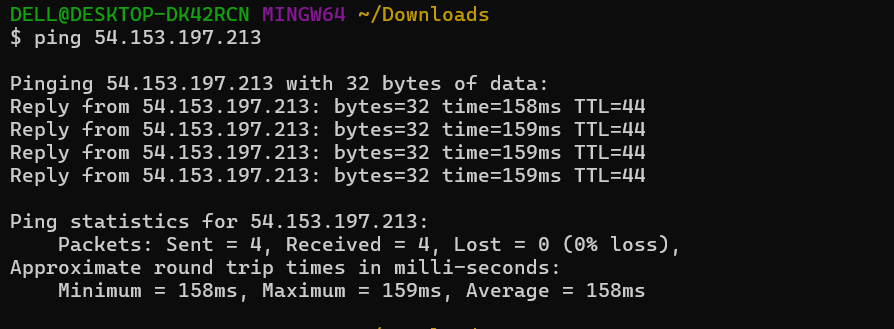 DELL@DESKTOP-DK42RCN MINGW64 ~/Downloads
$ ping 54.153.197.213
Pinging 54.153.197.213 with 32 bytes of data:
Reply from 54.153.197.213: bytes=32 time=158ms TTL=44
Reply from 54.153.197.213: bytes=32 time=159ms TTL=44
Reply from 54.153.197.213: bytes=32 time=159ms TTL=44
Reply from 54.153.197.213: bytes=32 time=159ms TTL=44
Ping statistics for 54.153.197.213:
    Packets: Sent = 4, Received = 4, Lost = 0 (0% loss),
Approximate round trip times in milli-seconds:
    Minimum = 158ms, Maximum = 159ms, Average = 158ms